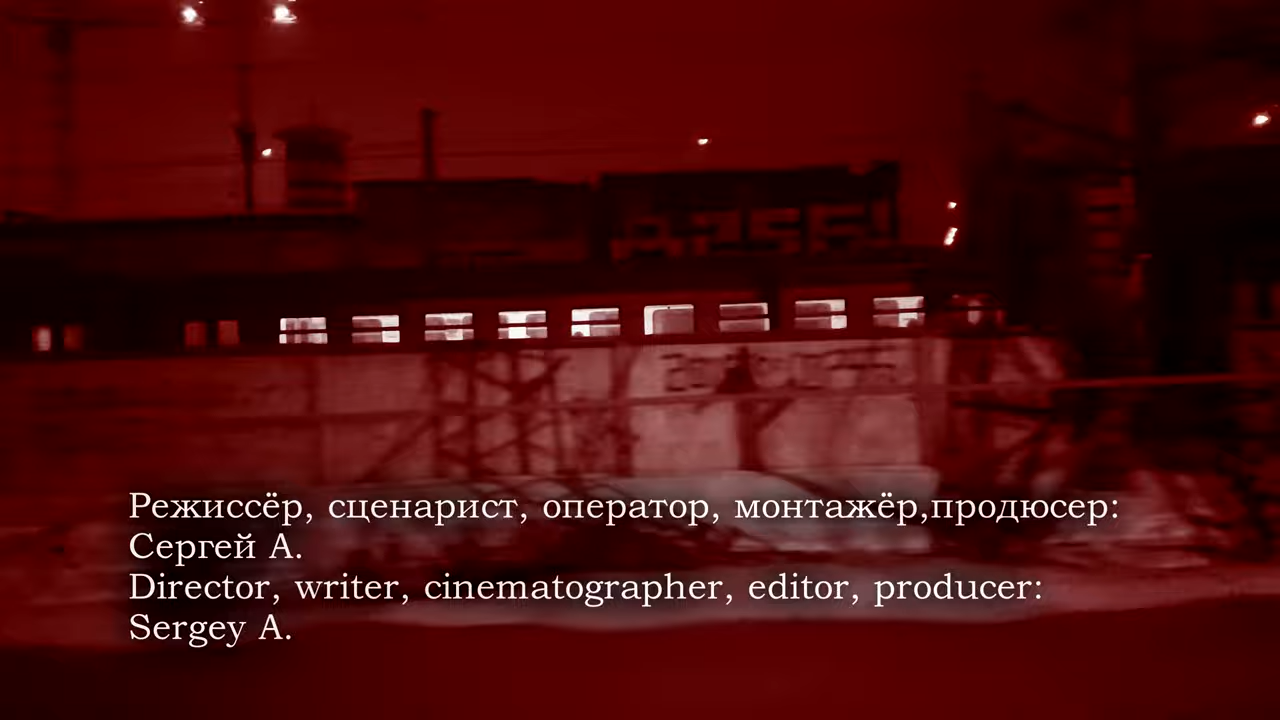 Режиссёр, сценарист, оператор, монтажёр,продюсер:
Сергей А.
Director, writer, cinematographer, editor, producer:
Sergey A.